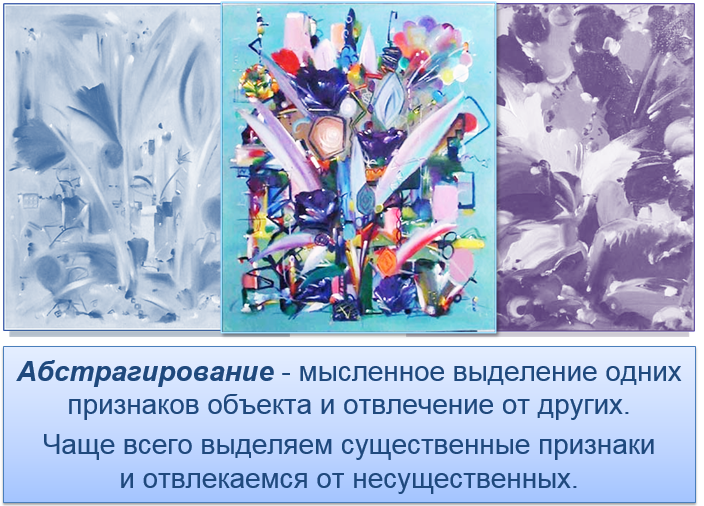 Абстрагирование - мысленное выделение одних
признаков объекта и отвлечение от других.
Чаще всего выделяем существенные признаки
и отвлекаемся от несущественных.